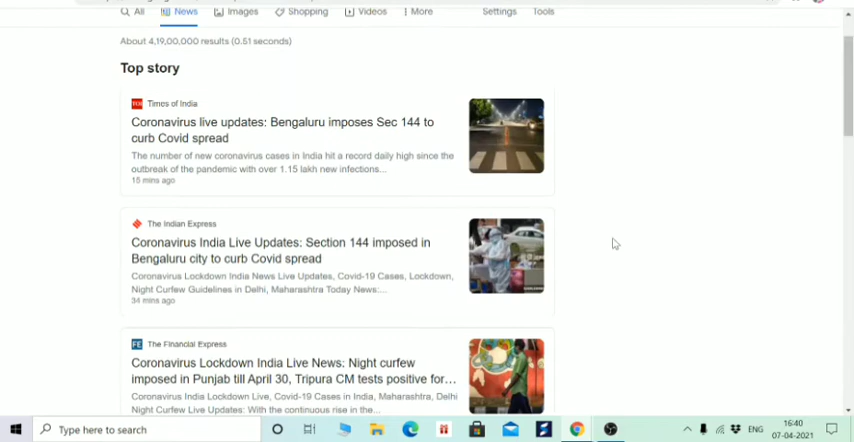 All News Images Shopping Videos More Settings Tools
About 4,19,00,000 results (0.51 seconds)
Top story
Times of India
Coronavirus live updates: Bengaluru imposes Sec 144 to
curb Covid spread
The number of new coronavirus cases in India hit a record daily high since the
outbreak of the pandemic with over 1.15 lakh new infections...
15 mins ago
The Indian Express
Coronavirus India Live Updates: Section 144 imposed in
Bengaluru city to curb Covid spread
Coronavirus Lockdown India News Live Updates, Covid-19 Cases, Lockdown,
Night Curfew Guidelines in Delhi, Maharashtra Today News:...
34 mins ago
FE The Financial Express
Coronavirus Lockdown India Live News: Night curfew
imposed in Punjab till April 30, Tripura CM tests positive for...
Coronavirus India Lockdown Live, Covid-19 Cases in India, Maharashtra, Delhi
Night Curfew Live Updates: With the continuous rise in the...
Type here to search
ENG
16:40
07-04-2021